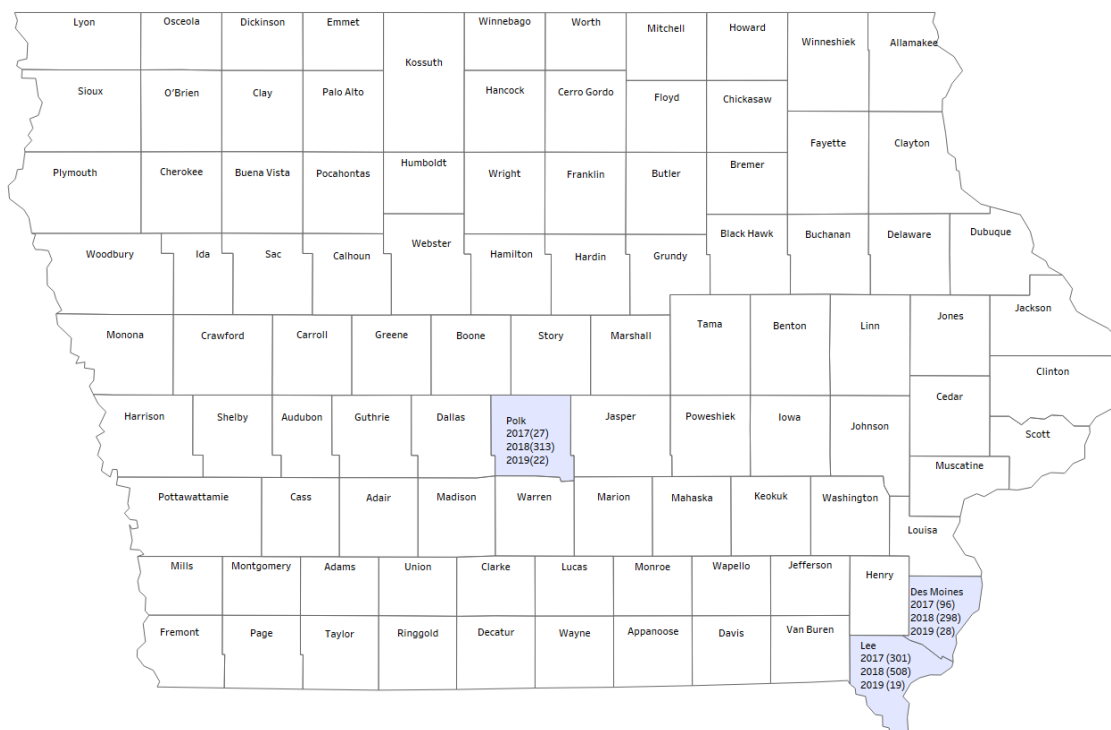 Lyon
Osceola
Dickinson
Emmet
Kossuth
Winnebago
Worth
Mitchell
Howard
Winneshiek
Allamakee
Sioux
O'Brien
Clay
Palo Alto
Hancock
Cerro Gordo
Floyd
Chickasaw
Fayette
Clayton
Plymouth
Cherokee
Buena Vista
Pocahontas
Humboldt
Wright
Franklin
Butler
Bremer
Woodbury
Ida
Sac
Calhoun
Webster
Hamilton
Hardin
Grundy
Black Hawk
Buchanan
Delaware
Dubuque
Monona
Crawford
Carroll
Greene
Boone
Story
Marshall
Tama
Benton
Linn
Jones
Jackson
Clinton
Cedar
Harrison
Shelby
Audubon
Guthrie
Dallas
Polk
2017(27)
2018(313)
2019(22)
Jasper
Poweshiek
Iowa
Johnson
Scott
Muscatine
Pottawattamie
Cass
Adair
Madison
Warren
Marion
Mahaska
Keokuk
Washington
Louisa
Mills
Montgomery
Adams
Union
Clarke
Lucas
Monroe
Wapello
Jefferson
Henry
Des Moines
2017 (96)
2018 (298)
2019 (28)
Fremont
Page
Taylor
Ringgold
Decatur
Wayne
Appanoose
Davis
Van Buren
Lee
2017 (301)
2018 (508)
2019 (19)